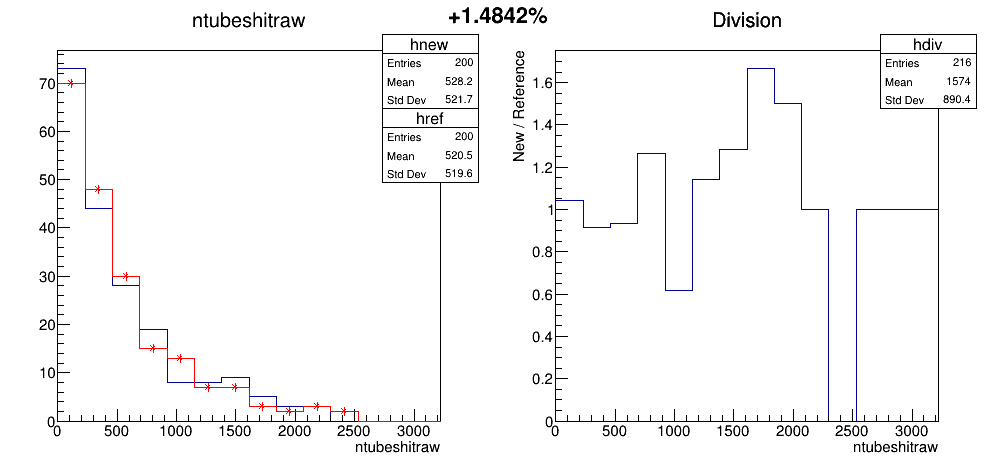 +1.4842%
ntubeshitraw
hnew
Entries 200
Mean 528.2
Std Dev 521.7
href
Entries 200
Mean 520.5
Std Dev 519.6
70
60
50
40
30
20
10
0
0 500 1000 1500 2000 2500 3000
ntubeshitraw
Division
hdiv
Entries 216
Mean 1574
Std Dev 890.4
New / Reference
1.6
1.4
1.2
1
0.8
0.6
0.4
0.2
0
0 500 1000 1500 2000 2500 3000
ntubeshitraw